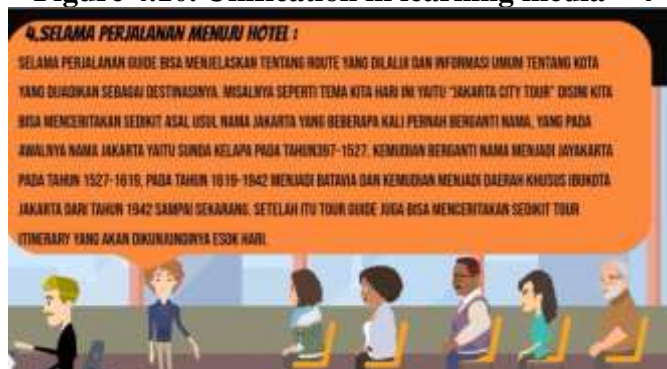 4.SELAMA PERJALANAN MENUJU HOTEL :
SELAMA PERJALANAN GUIDE BISA MENJELASKAN TENTANG ROUTE YANG DILALUI DAN INFORMASI UMUM TENTANG KOTA
YANG DIJADIKAN SEBAGAI DESTINASINYA. MISALNYA SEPERTI TEMA KITA HARI INI YAITU "JAKARTA CITY TOUR" DISINI KITA
BISA MENCERITAKAN SEDIKIT ASAL USUL NAMA JAKARTA YANG BEBERAPA KALI PERNAH BERGANTI NAMA, YANG PADA
AWALNYA NAMA JAKARTA YAITU SUNDA KELAPA PADA TAHUN397-1527, KEMUDIAN BERGANTI NAMA MENJADI JAYAKARTA
PADA TAHUN 1527-1619, PADA TAHUN 1619-1942 MENJADI BATAVIA DAN KEMUDIAN MENJADI DAERAH KHUSUS IBUKOTA
JAKARTA DARI TAHUN 1942 SAMPAI SEKARANG. SETELAH ITU TOUR GUIDE JUGA BISA MENCERITAKAN SEDIKIT TOUR
ITINERARY YANG AKAN DIKUNJUNGINYA ESOK HARI.